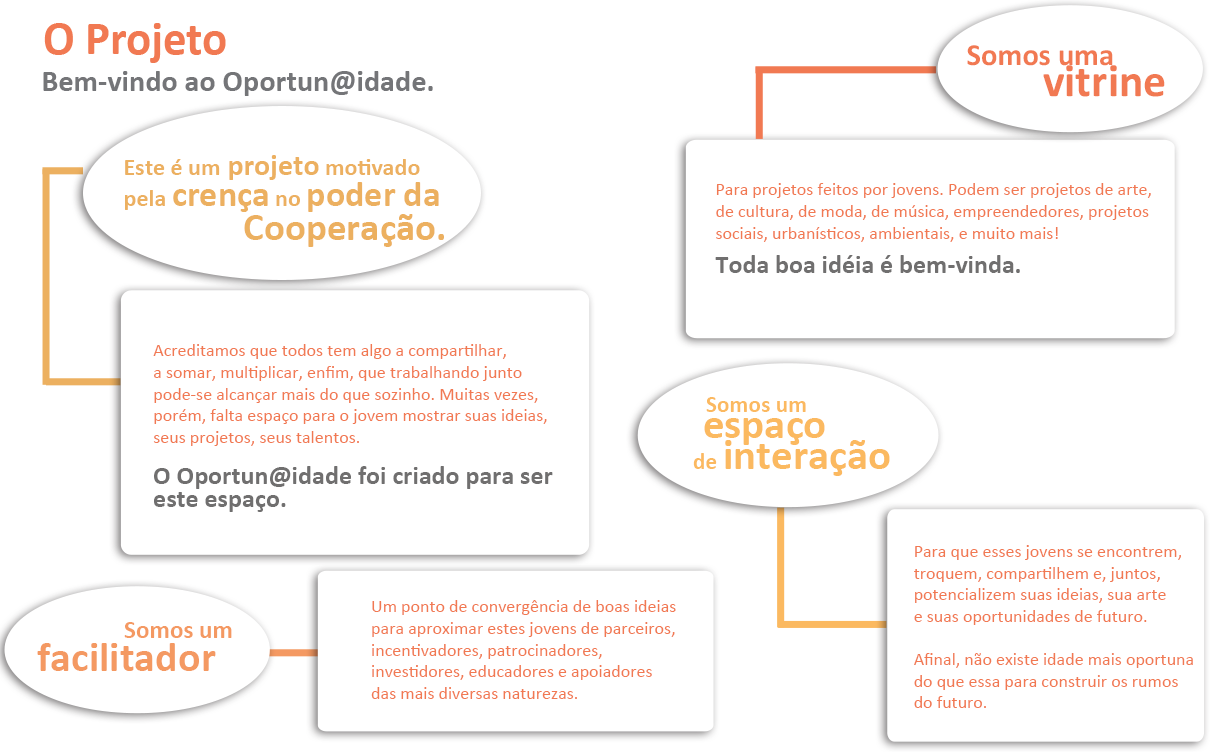 O Projeto
Bem-vindo ao Oportun@idade.
Este é um projeto motivado
pela crença no poder da
Cooperação.
Acreditamos que todos tem algo a compartilhar,
a somar, multiplicar, enfim, que trabalhando junto
pode-se alcançar mais do que sozinho. Muitas vezes,
porém, falta espaço para o jovem mostrar suas ideias,
seus projetos, seus talentos.
O Oportun@idade foi criado para ser
este espaço.
Somos um
facilitador
Um ponto de convergência de boas ideias
para aproximar estes jovens de parceiros,
incentivadores, patrocinadores,
investidores, educadores e apoiadores
das mais diversas naturezas.
Somos uma
vitrine
Para projetos feitos por jovens. Podem ser projetos de arte,
de cultura, de moda, de música, empreendedores, projetos
sociais, urbanísticos, ambientais, e muito mais!
Toda boa idéia é bem-vinda.
Somos um
espaço
de interação
Para que esses jovens se encontrem,
troquem, compartilhem e, juntos,
potencializem suas ideias, sua arte
e suas oportunidades de futuro.
Afinal, não existe idade mais oportuna
do que essa para construir os rumos
do futuro.